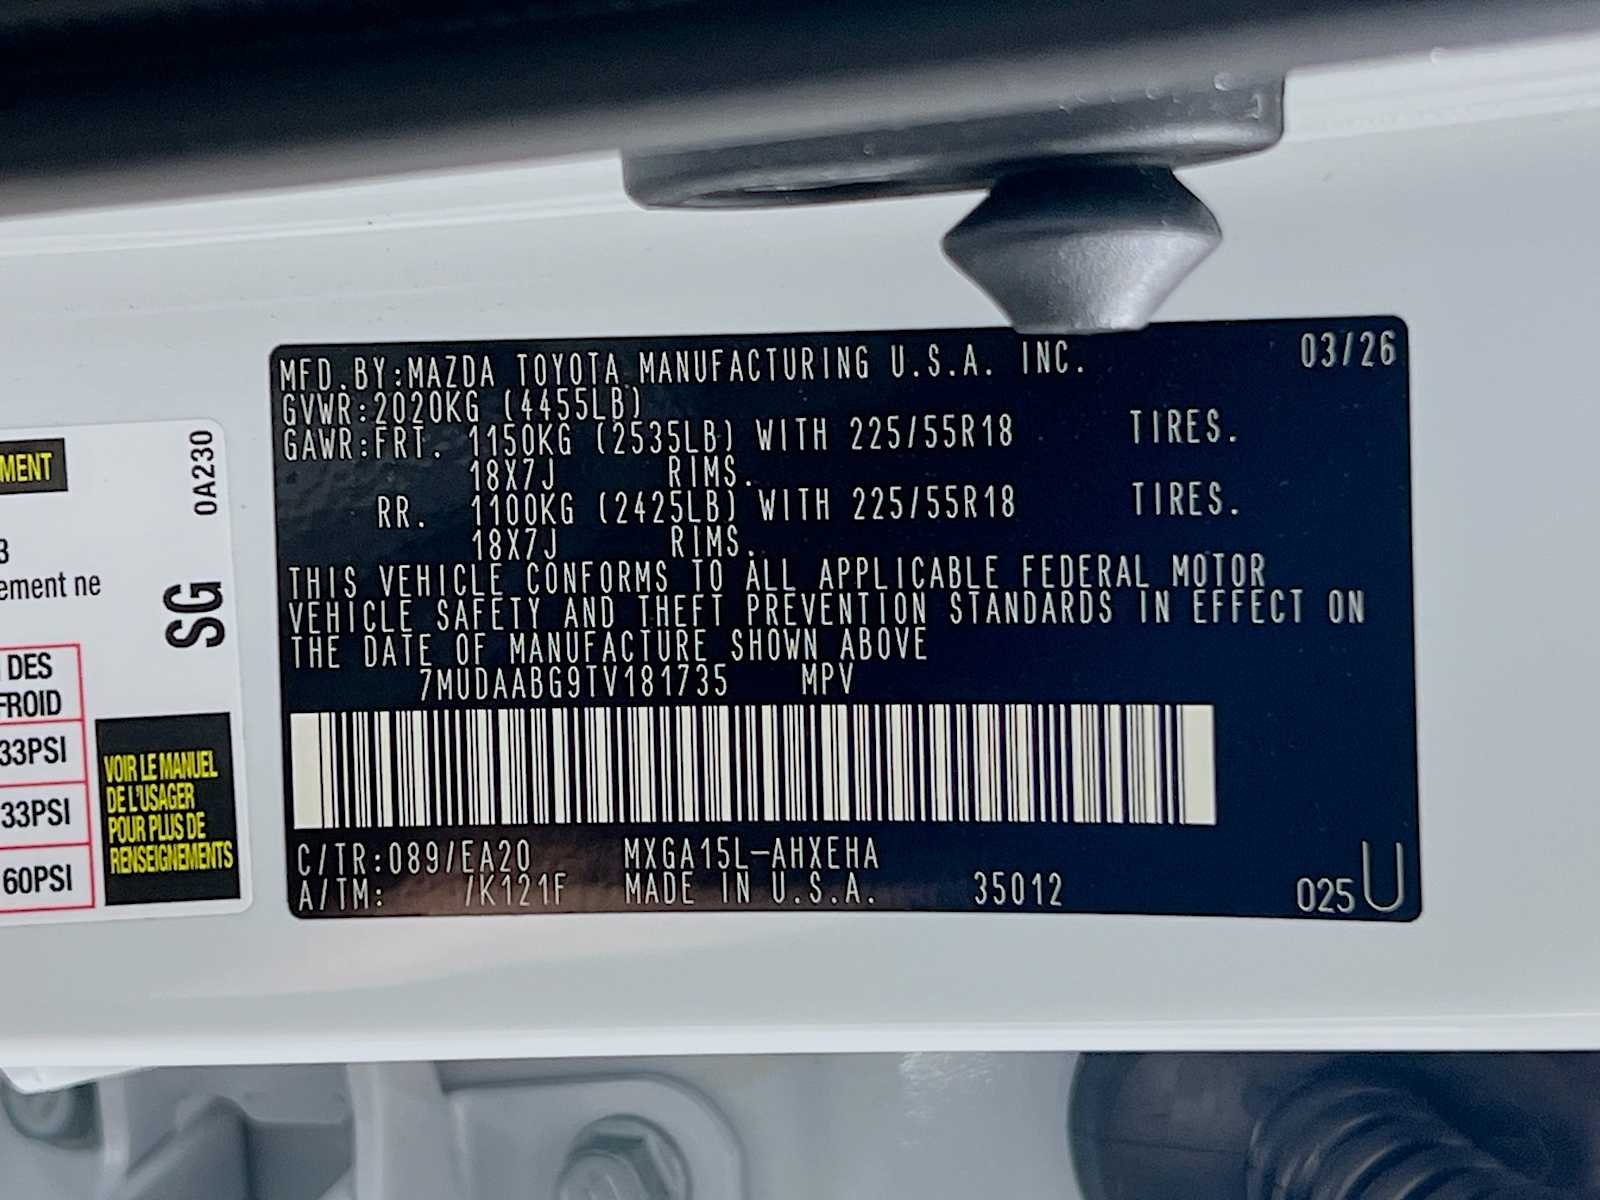 MFD.BY:MAZDA TOYOTA MANUFACTURING U.S.A. INC. 03/26
GVWR:2020KG (4455LB)
GAWR:FRT. 1150KG (2535LB) WITH 225/55R18 TIRES.
18X7J RIMS.
RR. 1100KG (2425LB) WITH 225/55R18 TIRES.
18X7J RIMS.
THIS VEHICLE CONFORMS TO ALL APPLICABLE FEDERAL MOTOR
VEHICLE SAFETY AND THEFT PREVENTION STANDARDS IN EFFECT ON
THE DATE OF MANUFACTURE SHOWN ABOVE
7MUDAABG9TV181735 MPV
C/TR:089/EA20 MXGA15L-AHXEHA
A/TM: /K121F MADE IN U.S.A. 35012 025U
MENT
0A230
3
ement ne
SG
DES
FROID
33PSI
33PSI
60PSI
VOIR LE MANUEL
DE L'USAGER
POUR PLUS DE
RENSEIGNEMENTS